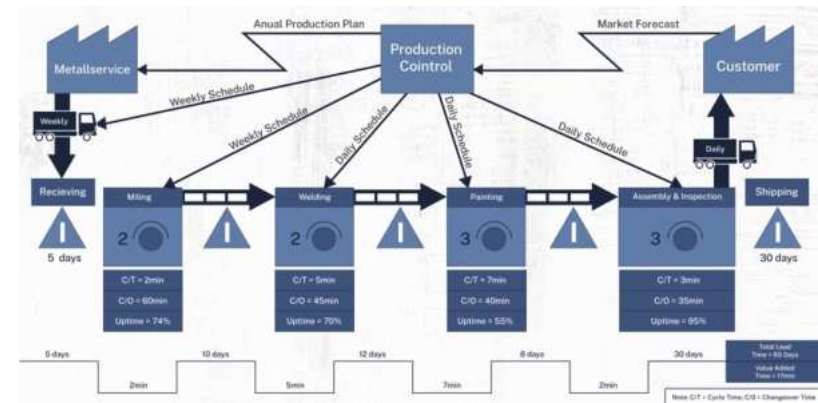 Anual Production Plan
Market Forecast
Metallservice
Production
Cointrol
Customer
Weekly Schedule
Weekly
Weekly Schedule
Daily Schedule
Daily Schedule
Daily Schedule
Daily
Recieving
Milling
Welding
Painting
Assembly & Inspection
Shipping
2
2
3
3
5 days
30 days
C/T = 2min
C/T = 5min
C/T = 7min
C/T = 3min
C/O = 60min
C/O = 45min
C/O = 40min
C/O = 35min
Uptime = 74%
Uptime = 70%
Uptime = 55%
Uptime = 95%
5 days
10 days
12 days
8 days
30 days
2min
5min
7min
2min
Total Lead
Time = 65 Days
Value Added
Time = 17min
Note: C/T = Cycle Time; C/O = Changeover Time